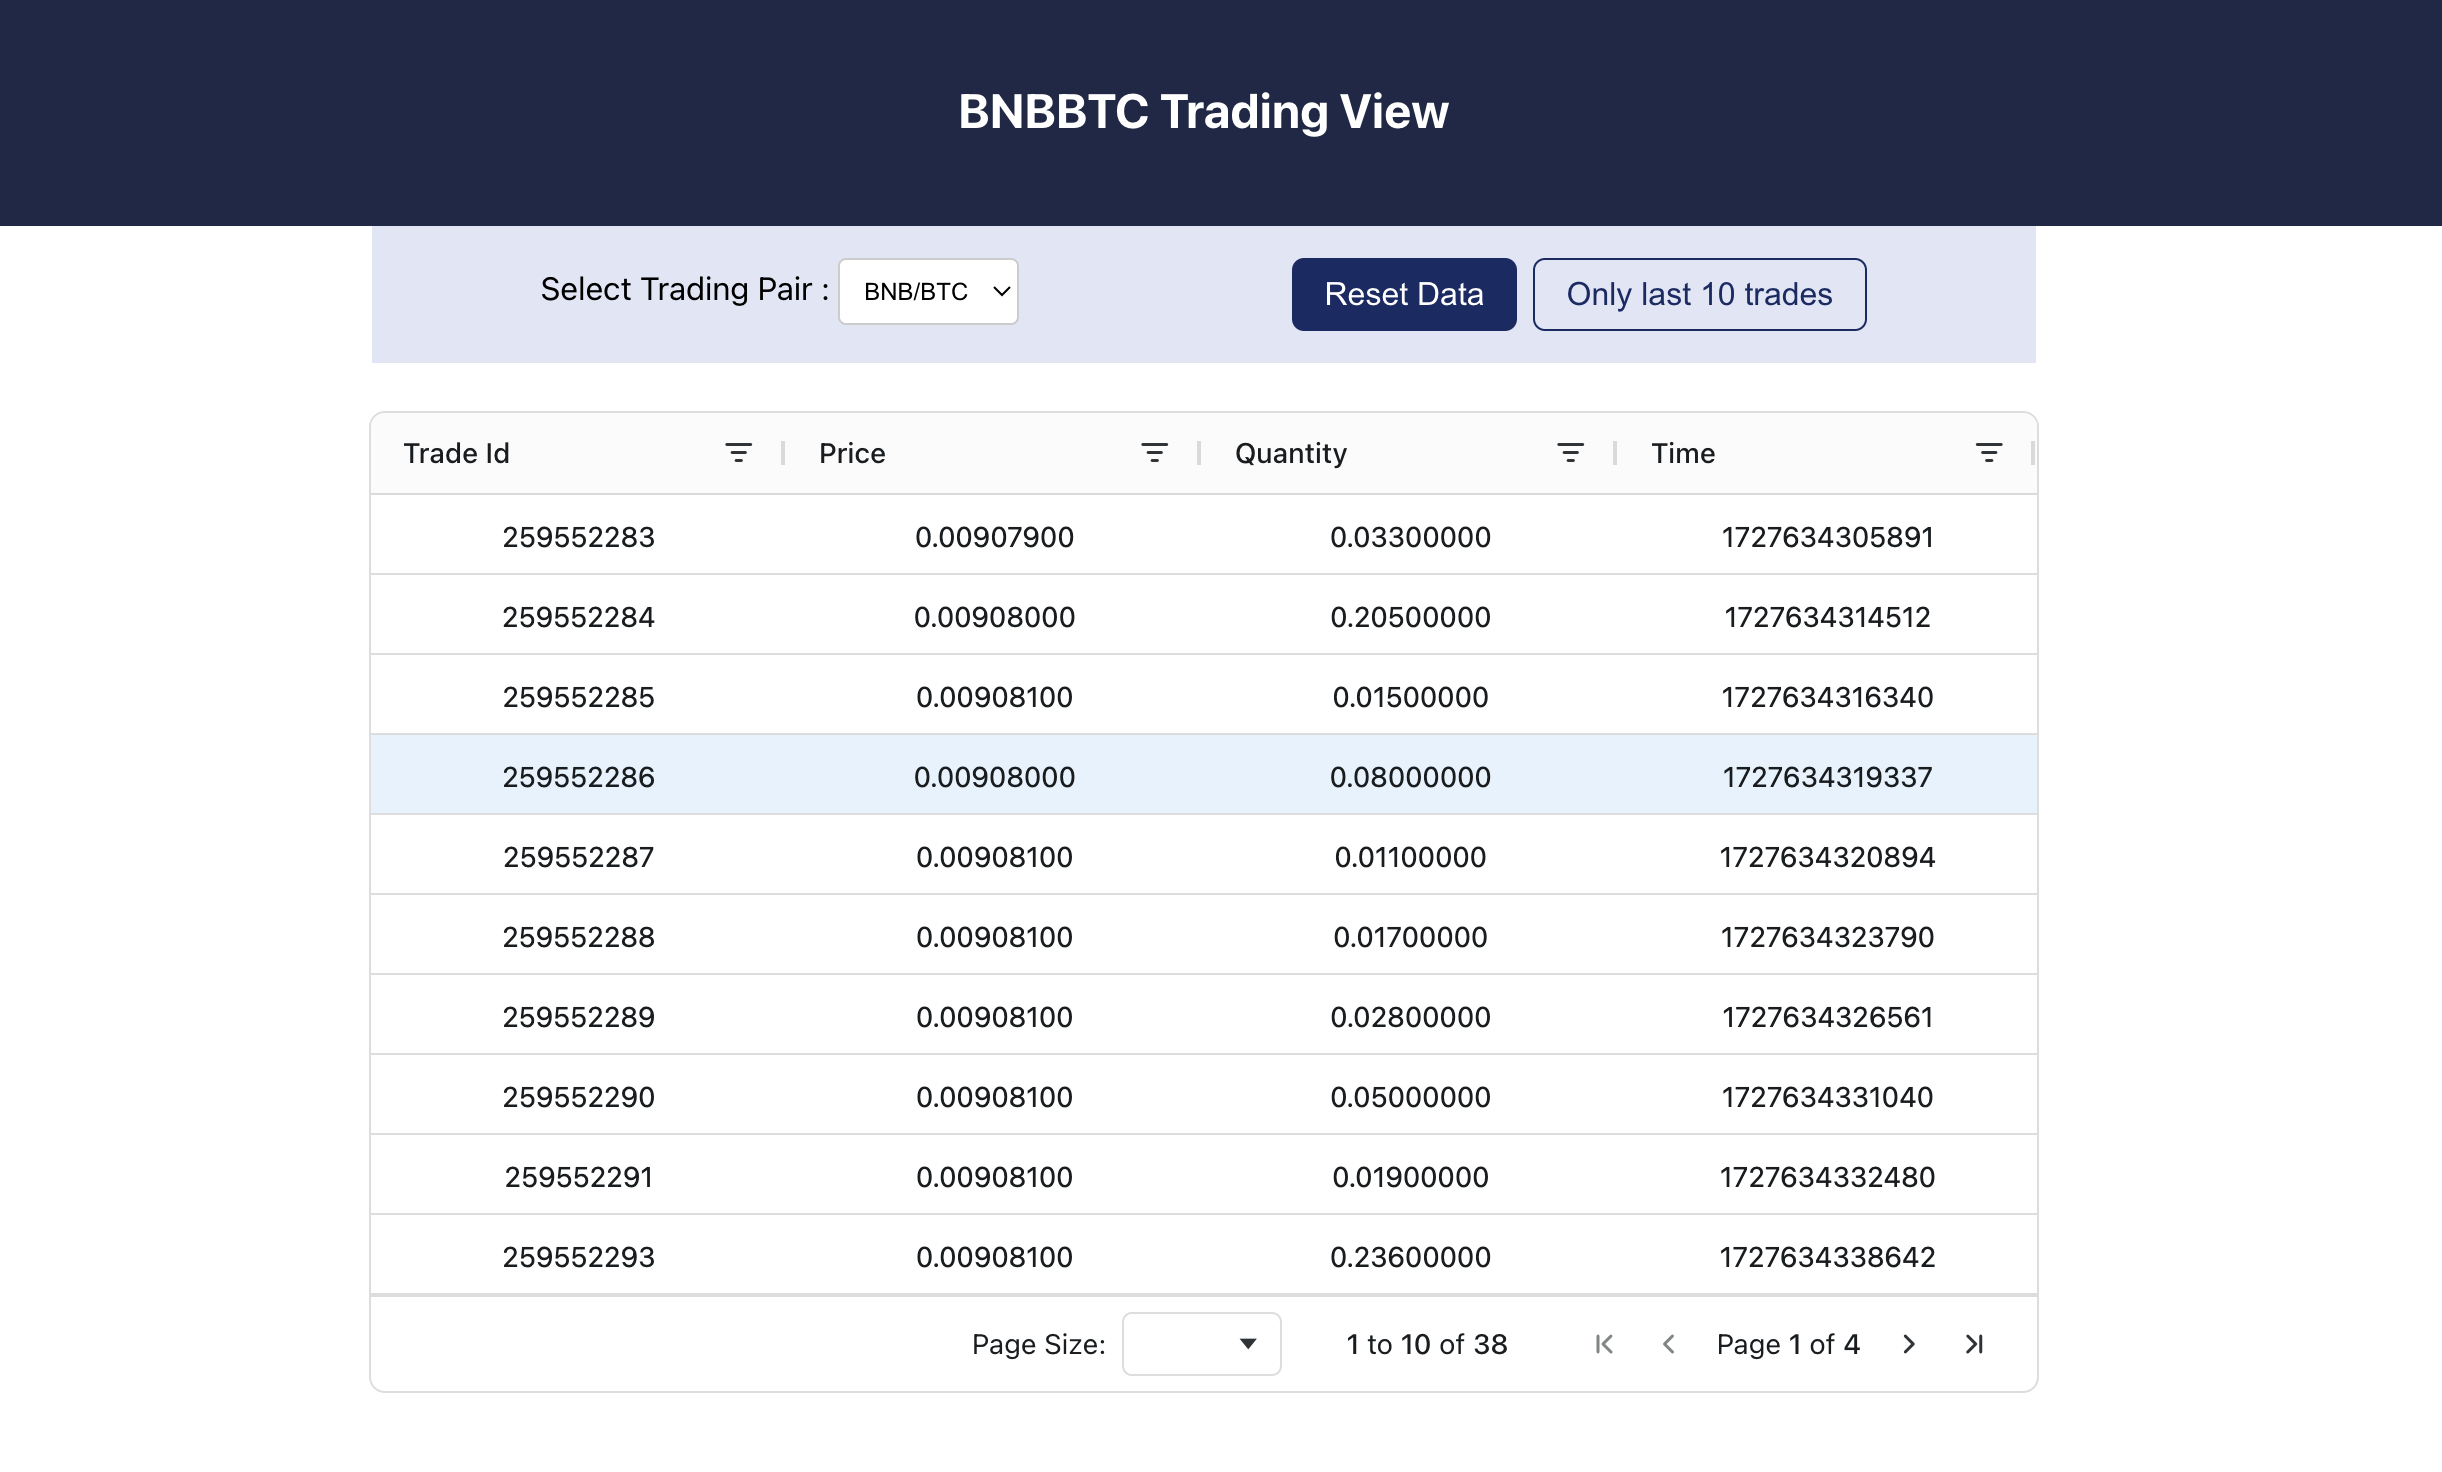 BNBBTC Trading View
Select Trading Pair : BNB/BTC Reset Data Only last 10 trades
Trade Id Price Quantity Time
259552283 0.00907900 0.03300000 1727634305891
259552284 0.00908000 0.20500000 1727634314512
259552285 0.00908100 0.01500000 1727634316340
259552286 0.00908000 0.08000000 1727634319337
259552287 0.00908100 0.01100000 1727634320894
259552288 0.00908100 0.01700000 1727634323790
259552289 0.00908100 0.02800000 1727634326561
259552290 0.00908100 0.05000000 1727634331040
259552291 0.00908100 0.01900000 1727634332480
259552293 0.00908100 0.23600000 1727634338642
Page Size: 1 to 10 of 38 Page 1 of 4